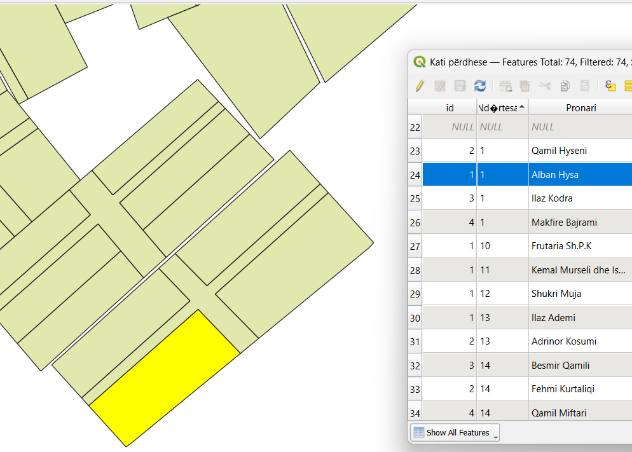 Kati përdhese — Features Total: 74, Filtered: 74,
id Nd�rtesa Pronari
22 NULL NULL NULL
23 2 1 Qamil Hyseni
24 1 1 Alban Hysa
25 3 1 Ilaz Kodra
26 4 1 Makfire Bajrami
27 1 10 Frutaria Sh.P.K
28 1 11 Kemal Murseli dhe Is...
29 1 12 Shukri Muja
30 1 13 Ilaz Ademi
31 2 13 Adrinor Kosumi
32 3 14 Besmir Qamili
33 2 14 Fehmi Kurtaliqi
34 4 14 Qamil Miftari
Show All Features